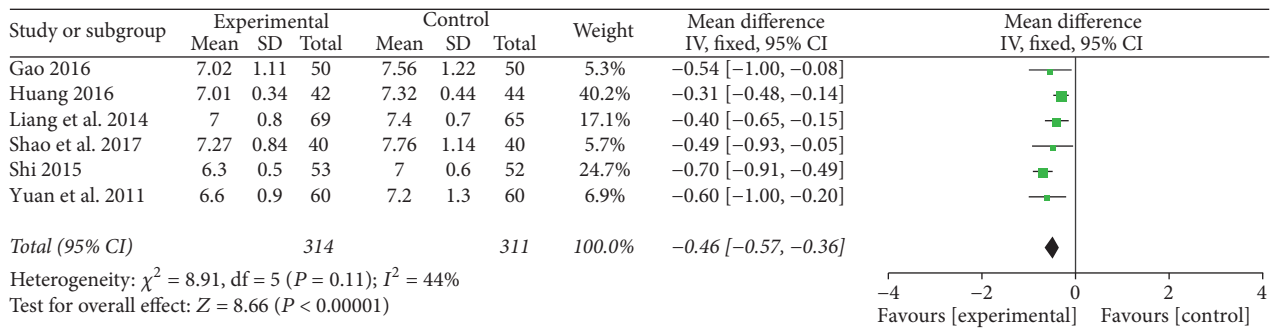 Study or subgroup Experimental Control Weight Mean difference Mean difference
Mean SD Total Mean SD Total IV, fixed, 95% CI IV, fixed, 95% CI
Gao 2016 7.02 1.11 50 7.56 1.22 50 5.3% −0.54 [−1.00, −0.08]
Huang 2016 7.01 0.34 42 7.32 0.44 44 40.2% −0.31 [−0.48, −0.14]
Liang et al. 2014 7 0.8 69 7.4 0.7 65 17.1% −0.40 [−0.65, −0.15]
Shao et al. 2017 7.27 0.84 40 7.76 1.14 40 5.7% −0.49 [−0.93, −0.05]
Shi 2015 6.3 0.5 53 7 0.6 52 24.7% −0.70 [−0.91, −0.49]
Yuan et al. 2011 6.6 0.9 60 7.2 1.3 60 6.9% −0.60 [−1.00, −0.20]
Total (95% CI) 314 311 100.0% −0.46 [−0.57, −0.36]
Heterogeneity: χ² = 8.91, df = 5 (P = 0.11); I² = 44%
Test for overall effect: Z = 8.66 (P < 0.00001)
−4 −2 0 2 4
Favours [experimental] Favours [control]